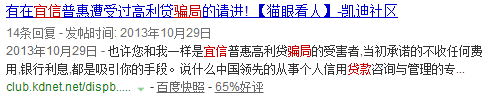 有在宜信普惠遭受过高利贷骗局的请进!【猫眼看人】-凯迪社区
14条回复 - 发帖时间: 2013年10月29日
2013年10月29日 - 也许您和我一样是宜信普惠高利贷骗局的受害者,当初承诺的不收任何费
用,银行利息,都是吸引你的手段。说什么中国领先的从事个人信用贷款咨询与管理的专...
club.kdnet.net/dispb..... - 百度快照 - 65%好评